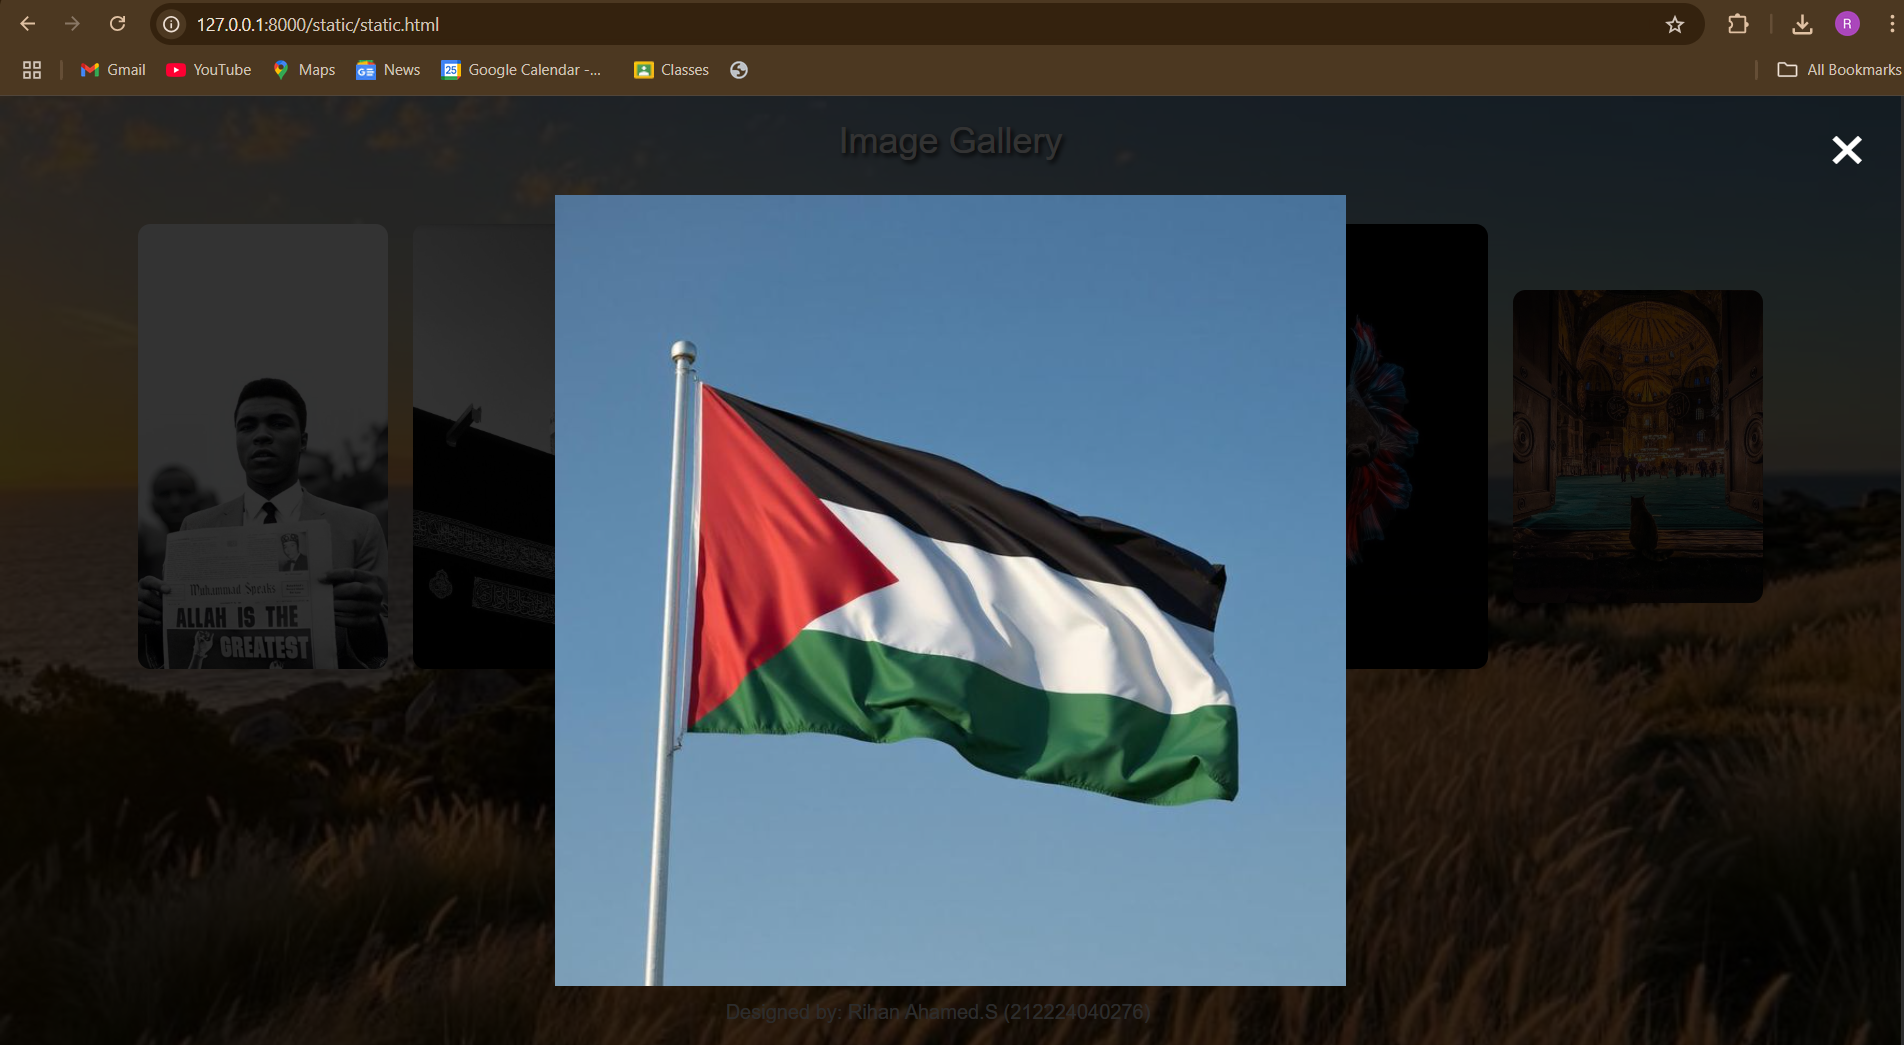 127.0.0.1:8000/static/static.html
R
Gmail
YouTube
Maps
News
25
Google Calendar -...
Classes
All Bookmarks
Image Gallery
Muhammad Speaks
ALLAH IS THE
GREATEST
Designed by: Rihan Ahamed.S (212224040276)